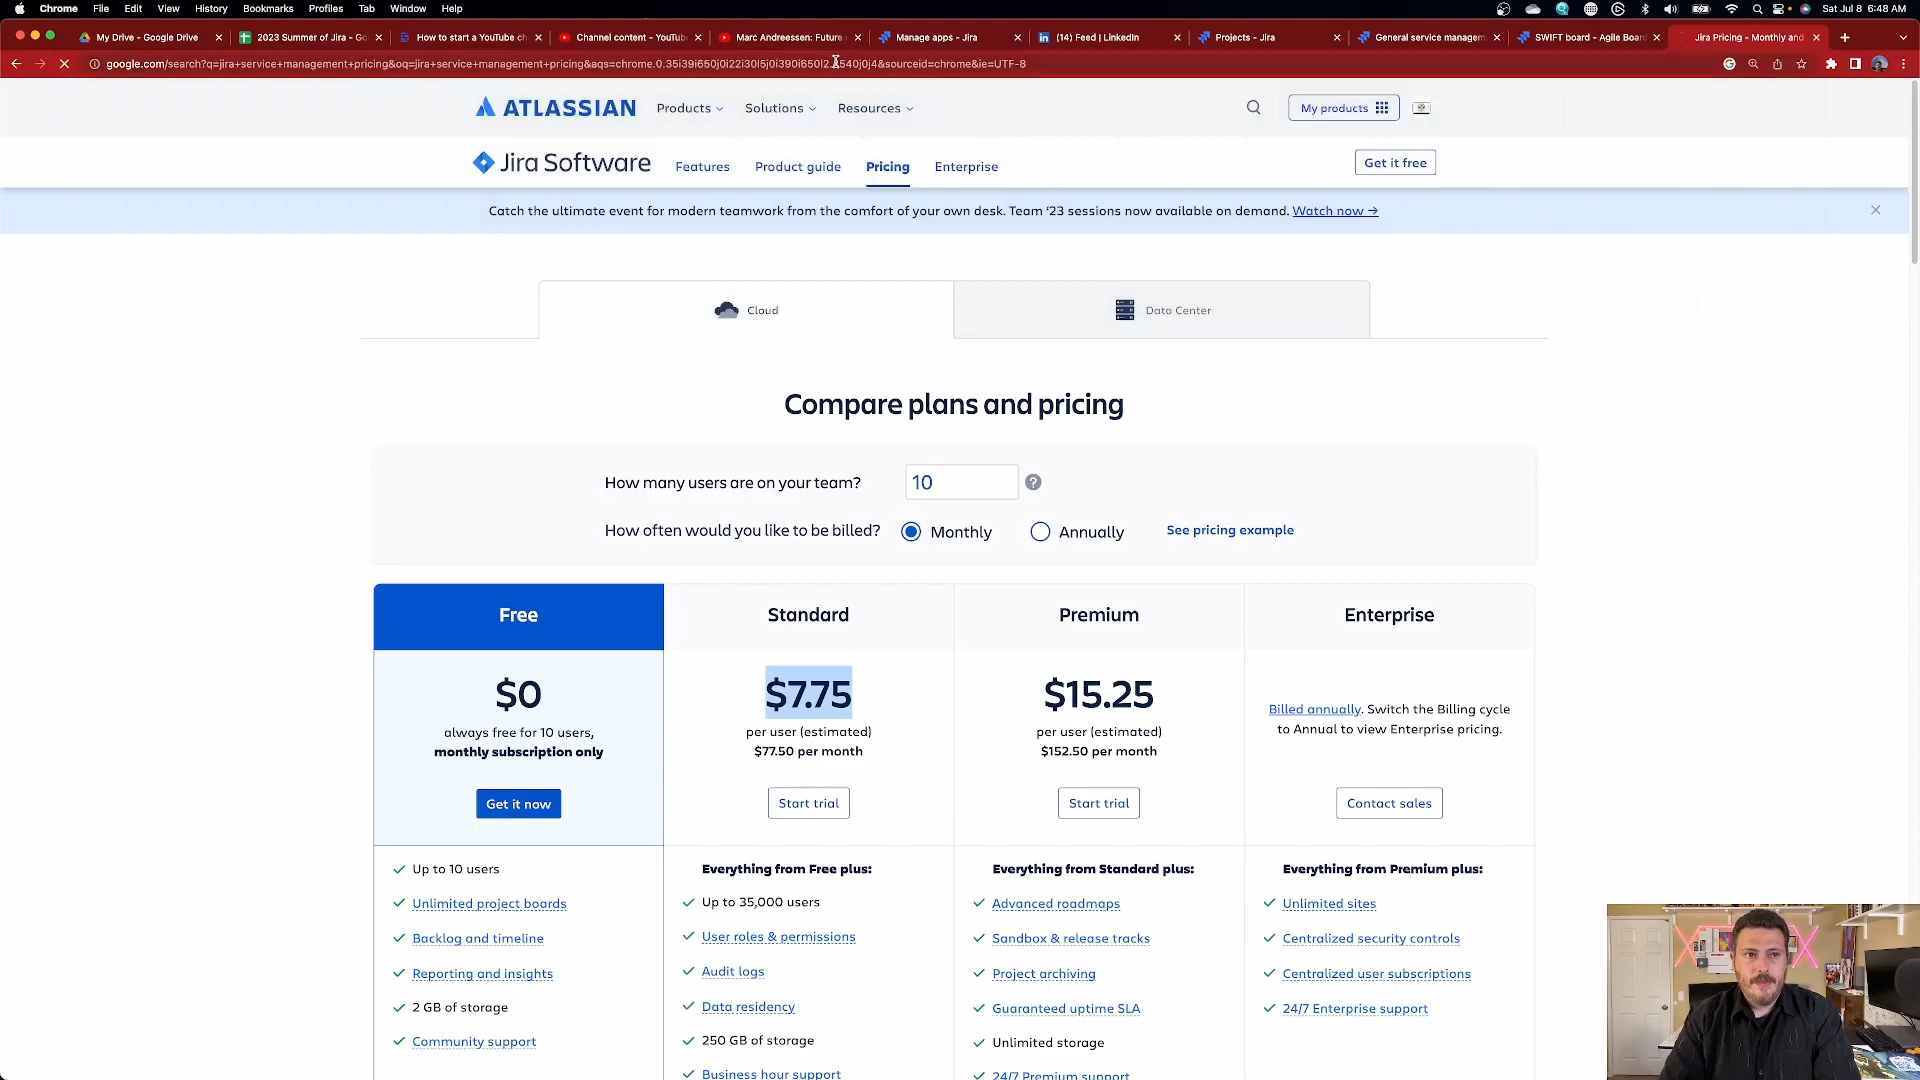 Chrome File Edit View History Bookmarks Profiles Tab Window Help Sat Jul 8 6:48 AM
My Drive - Google Drive 2023 Summer of Jira - Go How to start a YouTube ch Channel content - YouTube Marc Andreessen: Future Manage apps - Jira (14) Feed | LinkedIn Projects - Jira General service managem SWIFT board - Agile Board Jira Pricing - Monthly and
ATLASSIAN Products Solutions Resources My products
Jira Software Features Product guide Pricing Enterprise Get it free
Catch the ultimate event for modern teamwork from the comfort of your own desk. Team ‘23 sessions now available on demand. Watch now →
Cloud Data Center
Compare plans and pricing
How many users are on your team? 10 ?
How often would you like to be billed? Monthly Annually See pricing example
Free Standard Premium Enterprise
$0
always free for 10 users,
monthly subscription only
Get it now
$7.75
per user (estimated)
$77.50 per month
Start trial
$15.25
per user (estimated)
$152.50 per month
Start trial
Billed annually. Switch the Billing cycle
to Annual to view Enterprise pricing.
Contact sales
Up to 10 users
Unlimited project boards
Backlog and timeline
Reporting and insights
2 GB of storage
Community support
Everything from Free plus:
Up to 35,000 users
User roles & permissions
Audit logs
Data residency
250 GB of storage
Business hour support
Everything from Standard plus:
Advanced roadmaps
Sandbox & release tracks
Project archiving
Guaranteed uptime SLA
Unlimited storage
24/7 Premium support
Everything from Premium plus:
Unlimited sites
Centralized security controls
Centralized user subscriptions
24/7 Enterprise support